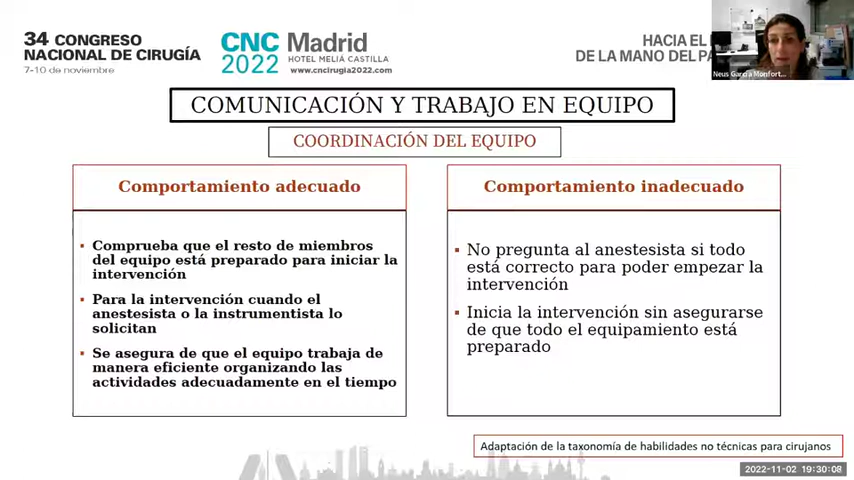 34 CONGRESO
NACIONAL DE CIRUGÍA
7-10 de noviembre
CNC Madrid
2022 HOTEL MELIÁ CASTILLA
www.cncirugia2022.com
HACIA EL
DE LA MANO DEL
Neus García Monfort...
COMUNICACIÓN Y TRABAJO EN EQUIPO
COORDINACIÓN DEL EQUIPO
Comportamiento adecuado
▪ Comprueba que el resto de miembros
del equipo está preparado para iniciar la
intervención
▪ Para la intervención cuando el
anestesista o la instrumentista lo
solicitan
▪ Se asegura de que el equipo trabaja de
manera eficiente organizando las
actividades adecuadamente en el tiempo
Comportamiento inadecuado
▪ No pregunta al anestesista si todo
está correcto para poder empezar la
intervención
▪ Inicia la intervención sin asegurarse
de que todo el equipamiento está
preparado
Adaptación de la taxonomía de habilidades no técnicas para cirujanos
2022-11-02 19:30:08